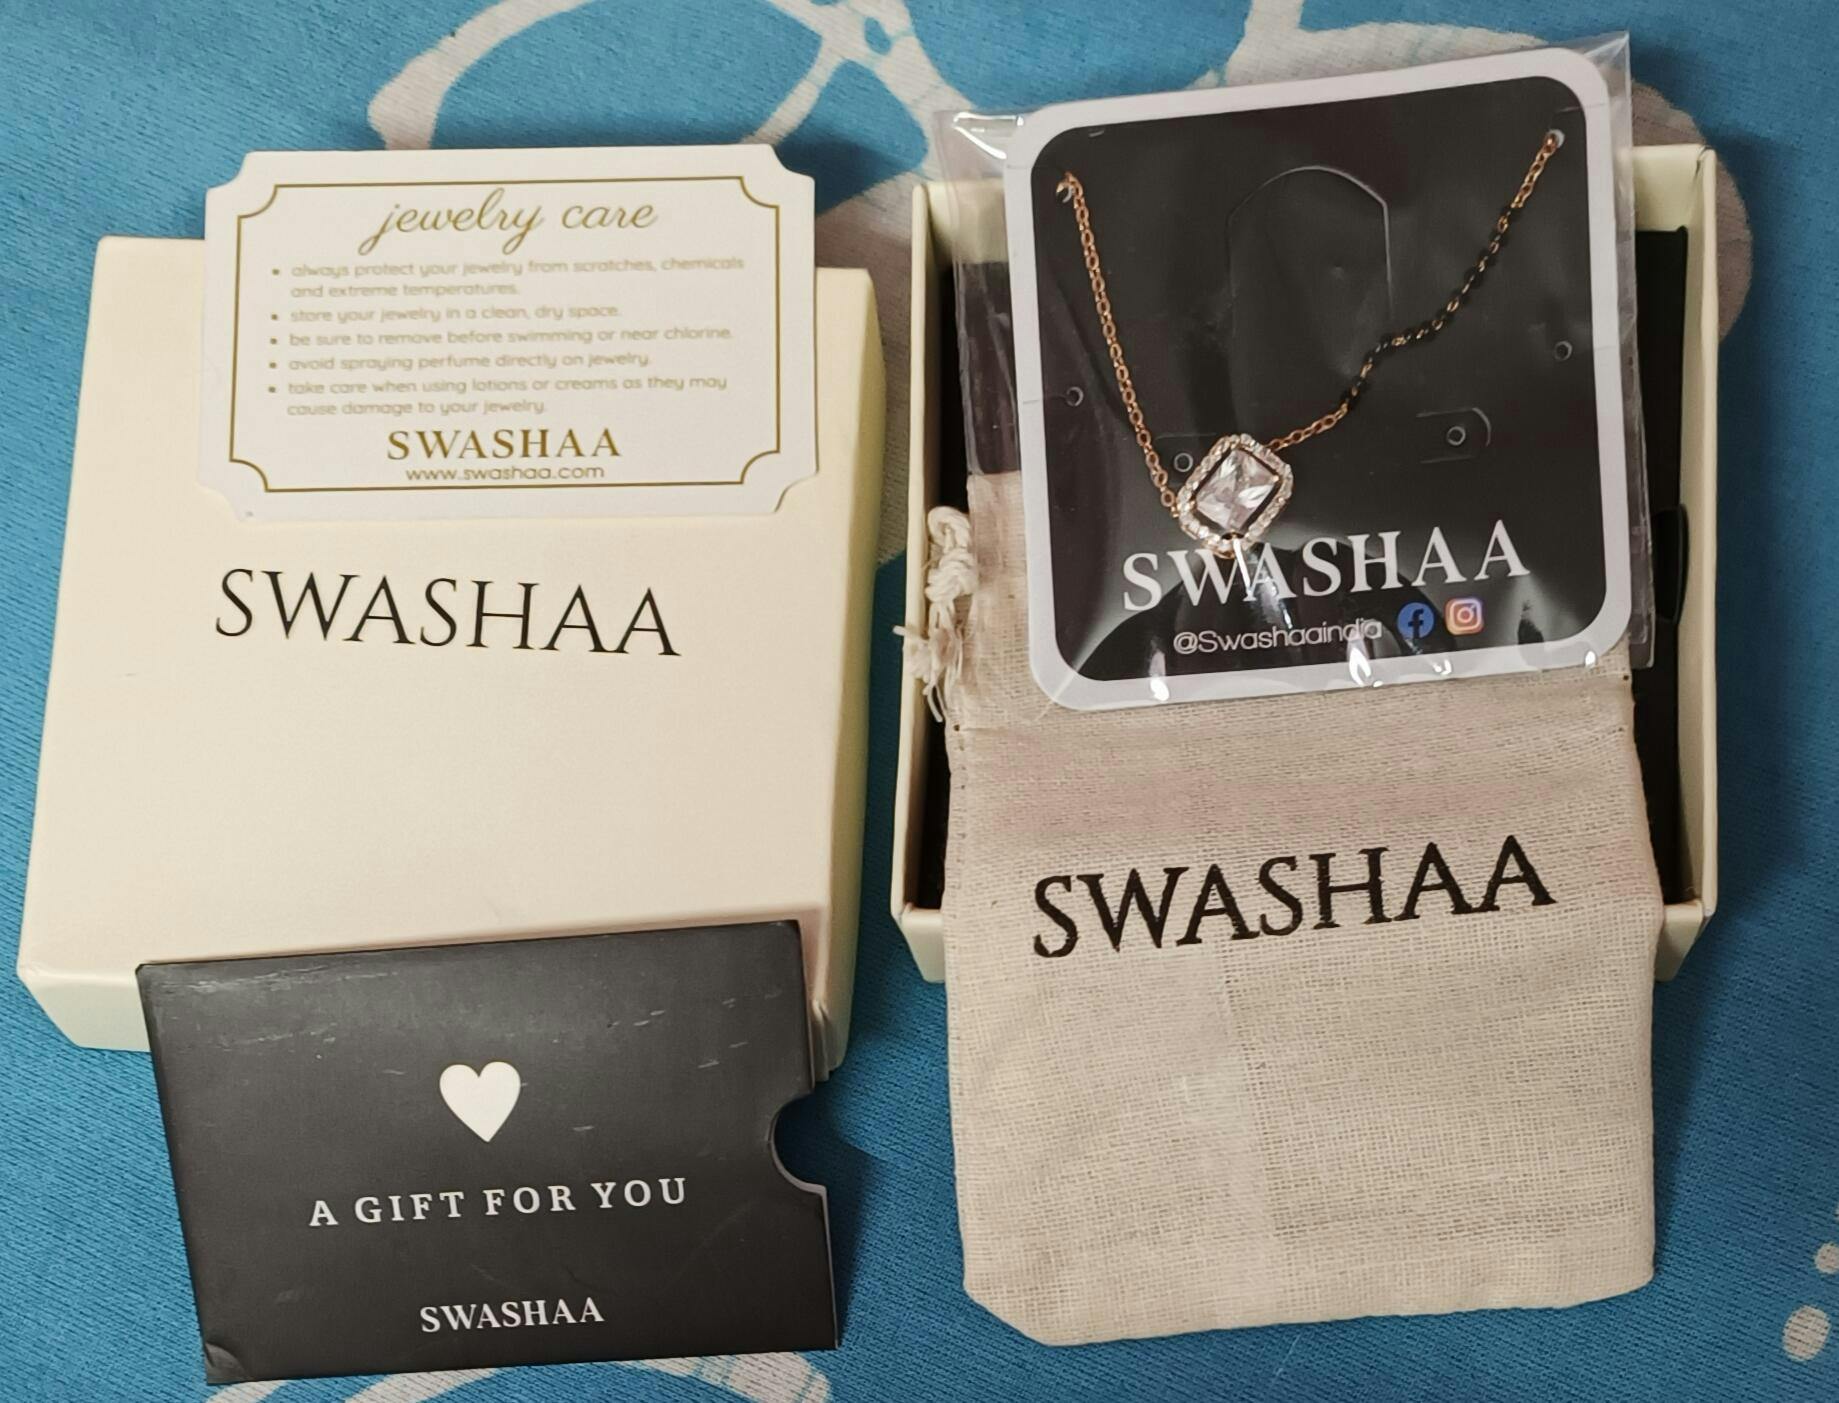 jewelry care
• always protect your jewelry from scratches, chemicals
and extreme temperatures.
• store your jewelry in a clean, dry space.
• be sure to remove before swimming or near chlorine.
• avoid spraying perfume directly on jewelry.
• take care when using lotions or creams as they may
cause damage to your jewelry.
SWASHAA
www.swashaa.com
SWASHAA
A GIFT FOR YOU
SWASHAA
SWASHAA
@Swashaaindia
SWASHAA